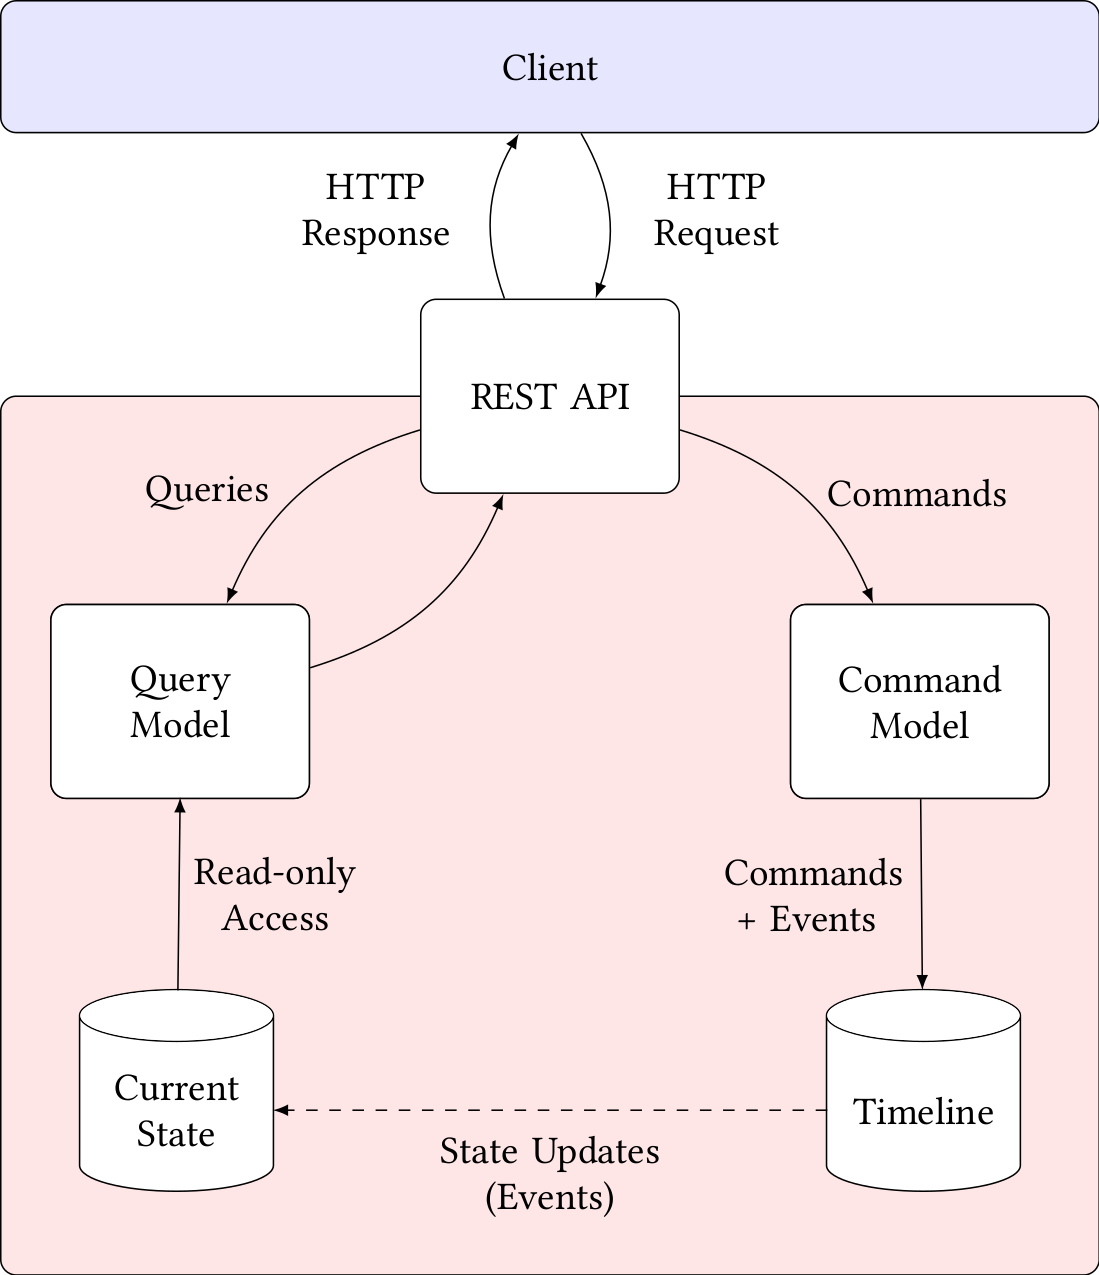 Client
HTTP
Response
HTTP
Request
REST API
Queries
Commands
Query
Model
Command
Model
Read-only
Access
Commands
+ Events
Current
State
Timeline
State Updates
(Events)